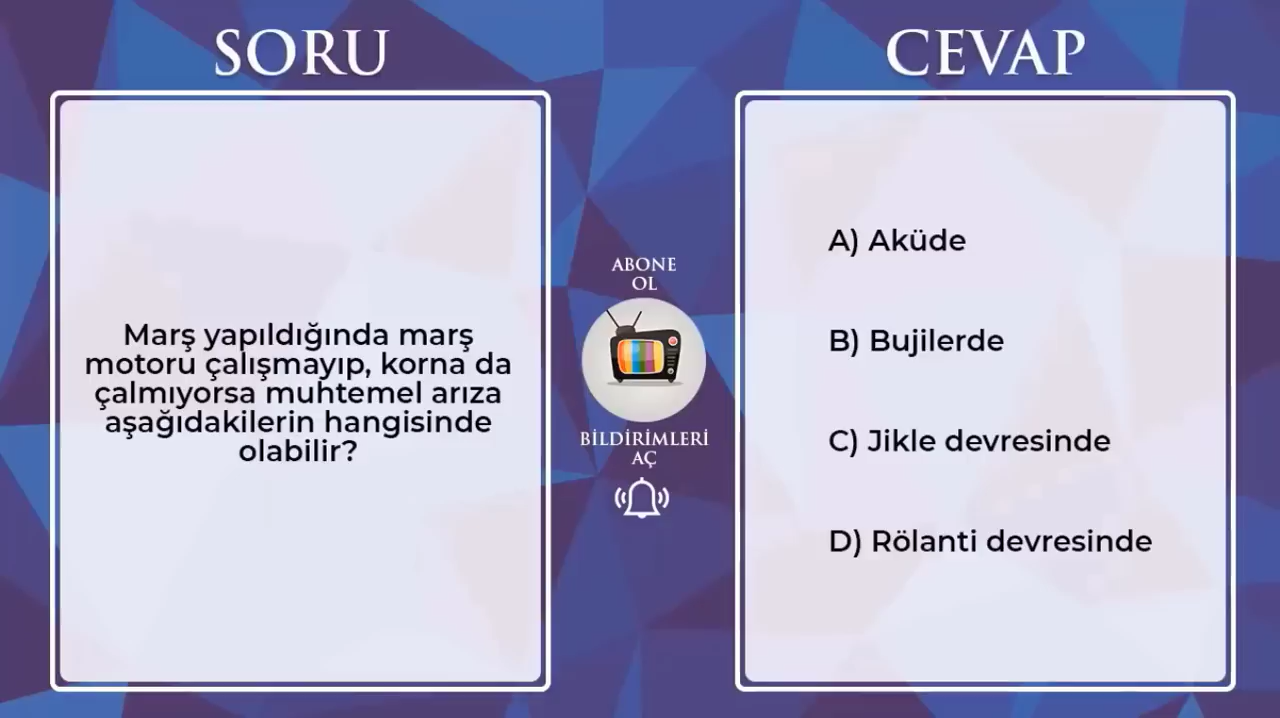 SORU
Marş yapıldığında marş
motoru çalışmayıp, korna da
çalmıyorsa muhtemel arıza
aşağıdakilerin hangisinde
olabilir?
ABONE
OL
BİLDİRİMLERİ
AÇ
CEVAP
A) Aküde
B) Bujilerde
C) Jikle devresinde
D) Rölanti devresinde